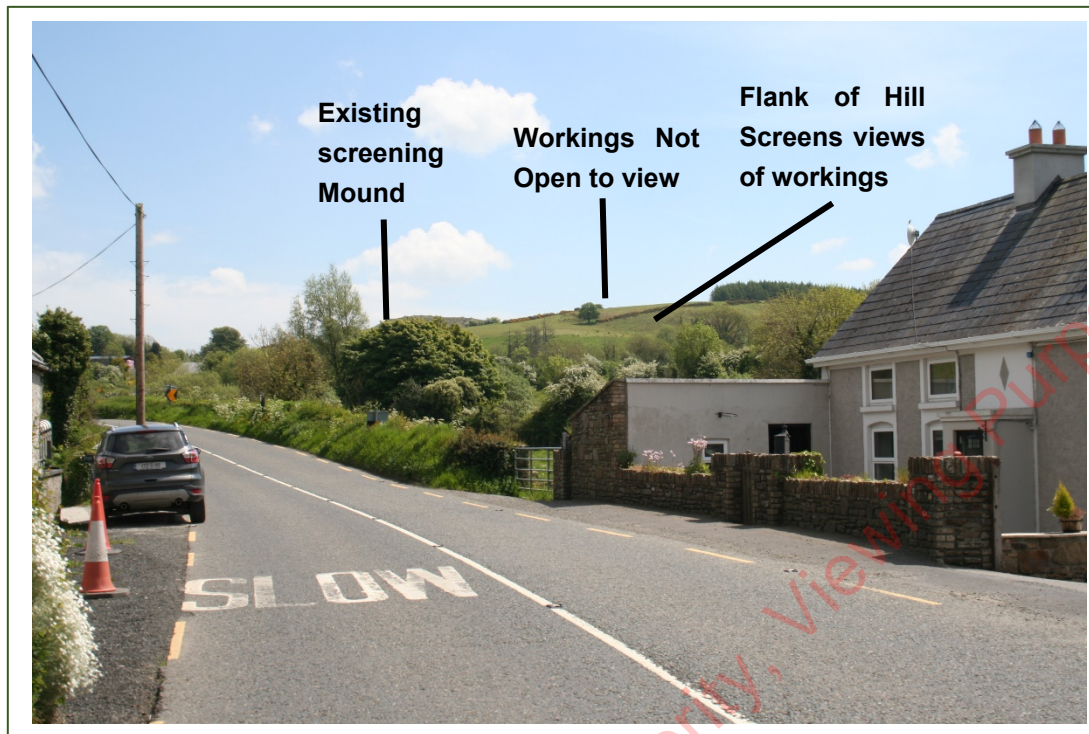 Existing
screening
Mound
Workings Not
Open to view
Flank of Hill
Screens views
of workings
SLOW